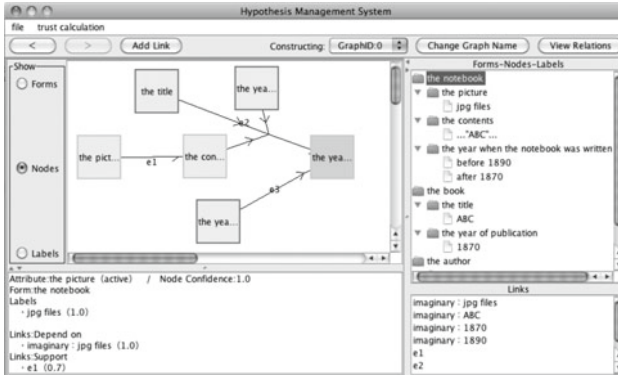 Hypothesis Management System
file trust calculation
< > Add Link Constructing: GraphID:0 Change Graph Name View Relations
Show
Forms
Nodes
Labels
the title
the yea...
e2
the pict...
e1
the con...
the yea...
e3
the yea...
Attribute:the picture (active) / Node Confidence:1.0
Form:the notebook
Labels
・jpg files (1.0)
Links:Depend on
・imaginary : jpg files (1.0)
Links:Support
・e1 (0.7)
Forms-Nodes-Labels
the notebook
the picture
jpg files
the contents
..."ABC"...
the year when the notebook was written
before 1890
after 1870
the book
the title
ABC
the year of publication
1870
the author
Links
imaginary : jpg files
imaginary : ABC
imaginary : 1870
imaginary : 1890
e1
e2